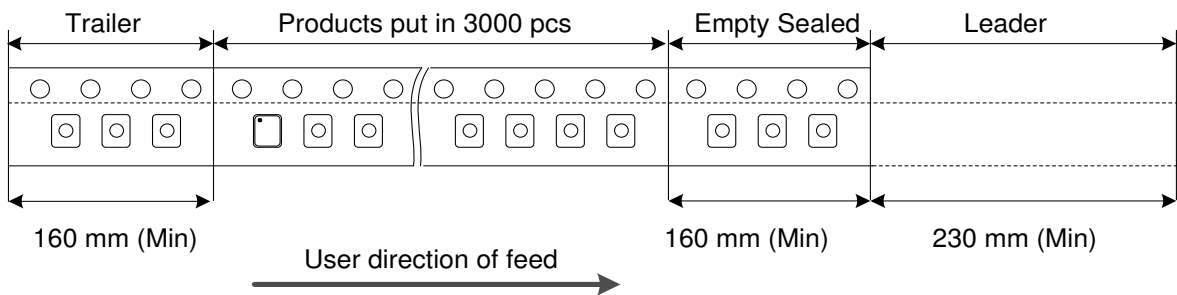 Trailer
Products put in 3000 pcs
Empty Sealed
Leader
160 mm (Min)
160 mm (Min)
230 mm (Min)
User direction of feed